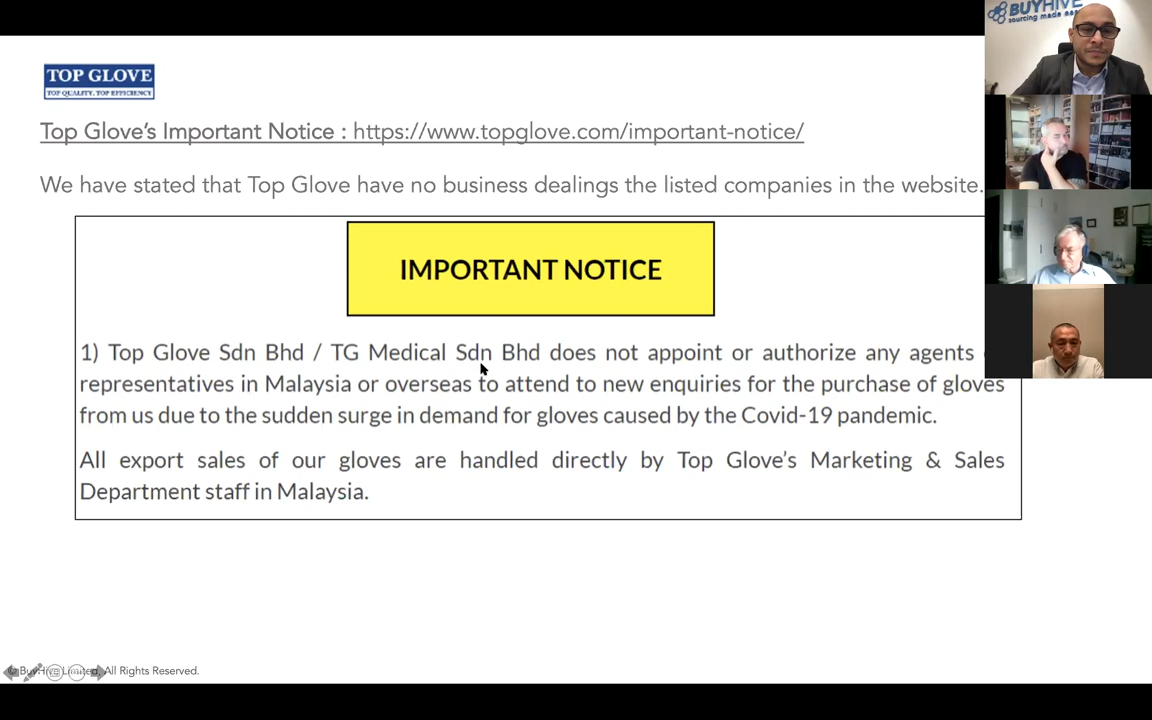 BUYHIVE
sourcing made eas
TOP GLOVE
TOP QUALITY, TOP EFFICIENCY
Top Glove's Important Notice : https://www.topglove.com/important-notice/
We have stated that Top Glove have no business dealings the listed companies in the website.
IMPORTANT NOTICE
1) Top Glove Sdn Bhd / TG Medical Sdn Bhd does not appoint or authorize any agents
representatives in Malaysia or overseas to attend to new enquiries for the purchase of gloves
from us due to the sudden surge in demand for gloves caused by the Covid-19 pandemic.
All export sales of our gloves are handled directly by Top Glove's Marketing & Sales
Department staff in Malaysia.
© BuyHive Limited, All Rights Reserved.